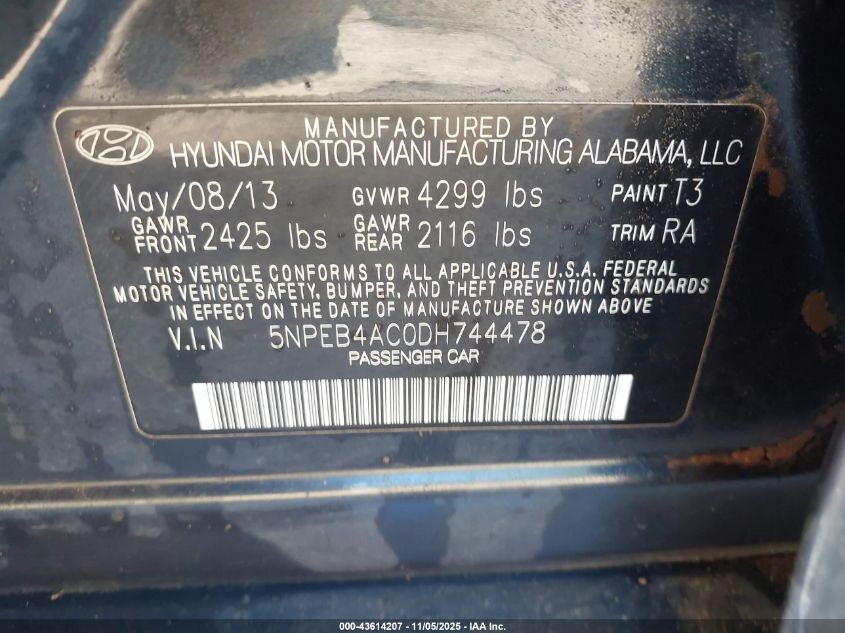 MANUFACTURED BY
HYUNDAI MOTOR MANUFACTURING ALABAMA, LLC
May/08/13 GVWR 4299 lbs PAINT T3
GAWR FRONT 2425 lbs GAWR REAR 2116 lbs TRIM RA
THIS VEHICLE CONFORMS TO ALL APPLICABLE U.S.A. FEDERAL
MOTOR VEHICLE SAFETY, BUMPER, AND THEFT PREVENTION STANDARDS
IN EFFECT ON THE DATE OF MANUFACTURE SHOWN ABOVE
V.I.N 5NPEB4AC0DH744478
PASSENGER CAR
000-43614207 - 11/05/2025 - IAA Inc.